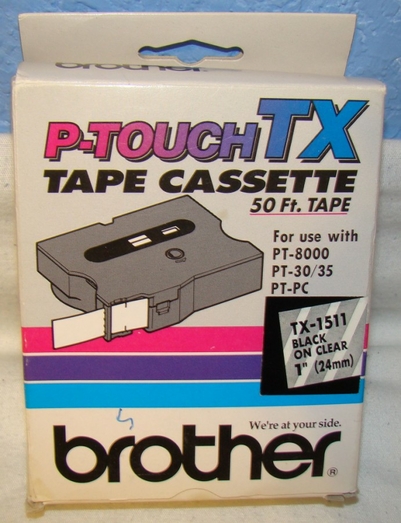 brother
P-TOUCH TX
TAPE CASSETTE
50 Ft. TAPE
For use with
PT-8000
PT-30/35
PT-PC
TX-1511
BLACK
ON CLEAR
1" (24mm)
We're at your side.
brother®